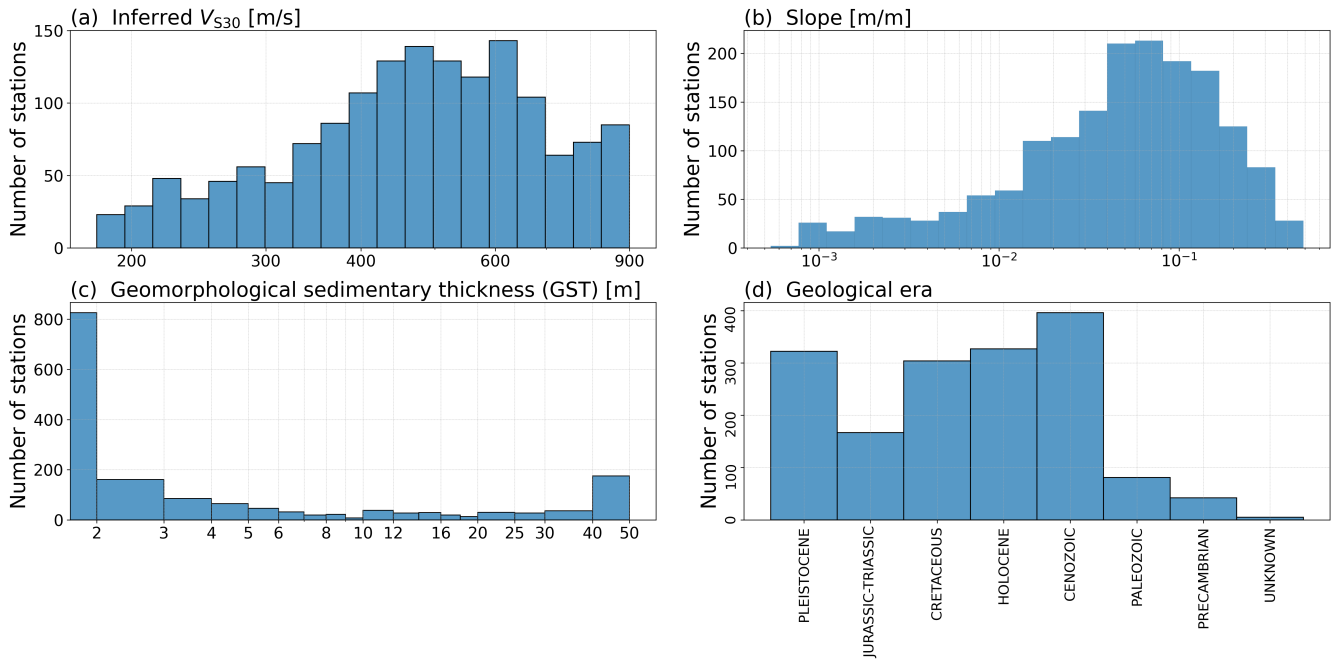 (a) Inferred V_S30 [m/s]
Number of stations
150
100
50
0
200 300 400 600 900
(b) Slope [m/m]
Number of stations
200
150
100
50
0
10⁻³ 10⁻² 10⁻¹
(c) Geomorphological sedimentary thickness (GST) [m]
Number of stations
800
600
400
200
0
2 3 4 5 6 8 10 12 16 20 25 30 40 50
(d) Geological era
Number of stations
400
300
200
100
0
PLEISTOCENE
JURASSIC-TRIASSIC
CRETACEOUS
HOLOCENE
CENOZOIC
PALEOZOIC
PRECAMBRIAN
UNKNOWN